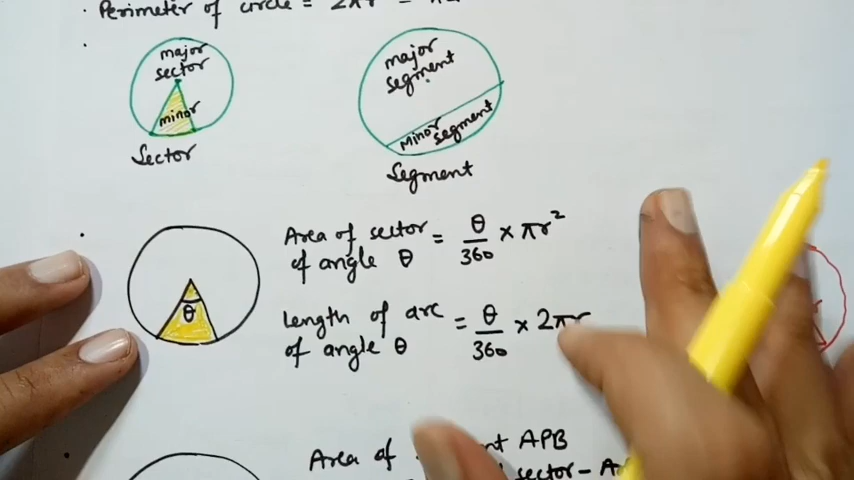 . Perimeter of circle = 2πr =
major
sector
minor
Sector
major
segment
Minor segment
Segment
Area of sector of angle θ = θ/360 × πr²
θ
Length of arc of angle θ = θ/360 × 2πr
Area of APB
sector -